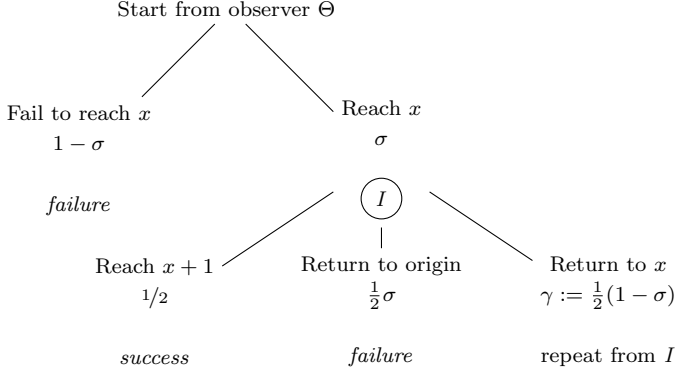 Start from observer Θ
Fail to reach x
1 − σ
failure
Reach x
σ
I
Reach x + 1
1/2
success
Return to origin
½σ
failure
Return to x
γ := ½(1 − σ)
repeat from I